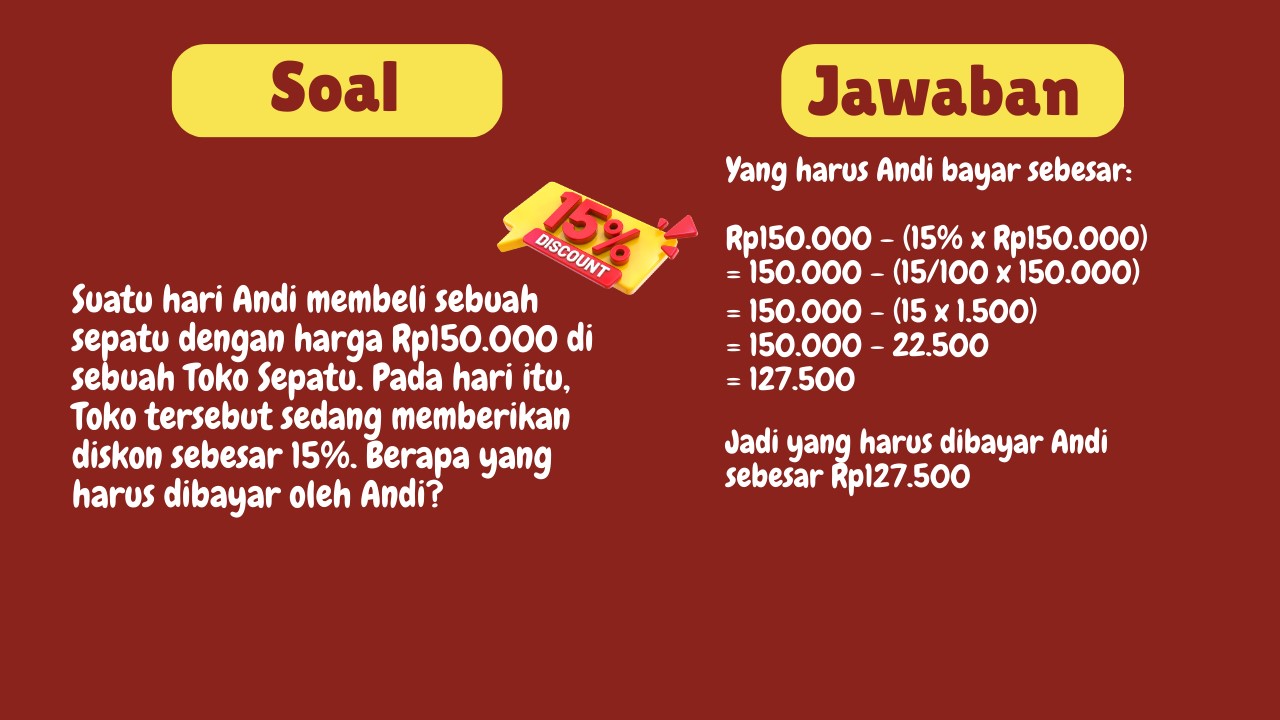 Soal
Suatu hari Andi membeli sebuah
sepatu dengan harga Rp150.000 di
sebuah Toko Sepatu. Pada hari itu,
Toko tersebut sedang memberikan
diskon sebesar 15%. Berapa yang
harus dibayar oleh Andi?
15%
DISCOUNT
Jawaban
Yang harus Andi bayar sebesar:
Rp150.000 - (15% x Rp150.000)
= 150.000 - (15/100 x 150.000)
= 150.000 - (15 x 1.500)
= 150.000 - 22.500
= 127.500
Jadi yang harus dibayar Andi
sebesar Rp127.500